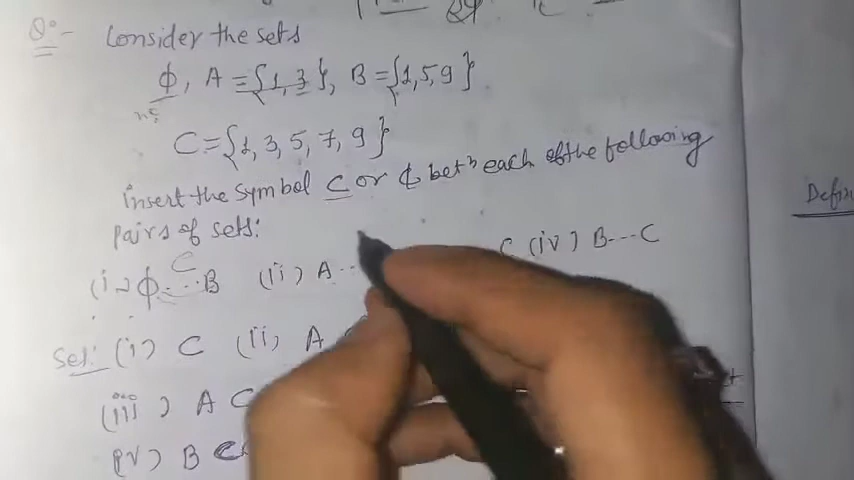 Q:- Consider the sets
ϕ, A = {1, 3}, B = {1, 5, 9}
C = {1, 3, 5, 7, 9}
insert the symbol ⊂ or ⊄ betⁿ each of the following
pairs of sets:
(i) ϕ ⊂ ... B (ii) A ... C (iv) B --- C
Sol: (i) ⊂ (ii) A
(iii) A ⊂
(iv) B ⊂
Defin